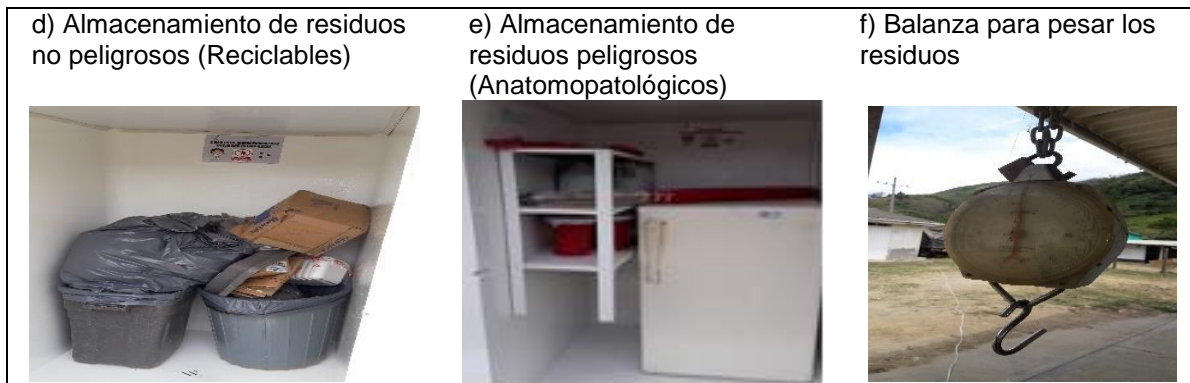 d) Almacenamiento de residuos
no peligrosos (Reciclables)
e) Almacenamiento de
residuos peligrosos
(Anatomopatológicos)
f) Balanza para pesar los
residuos